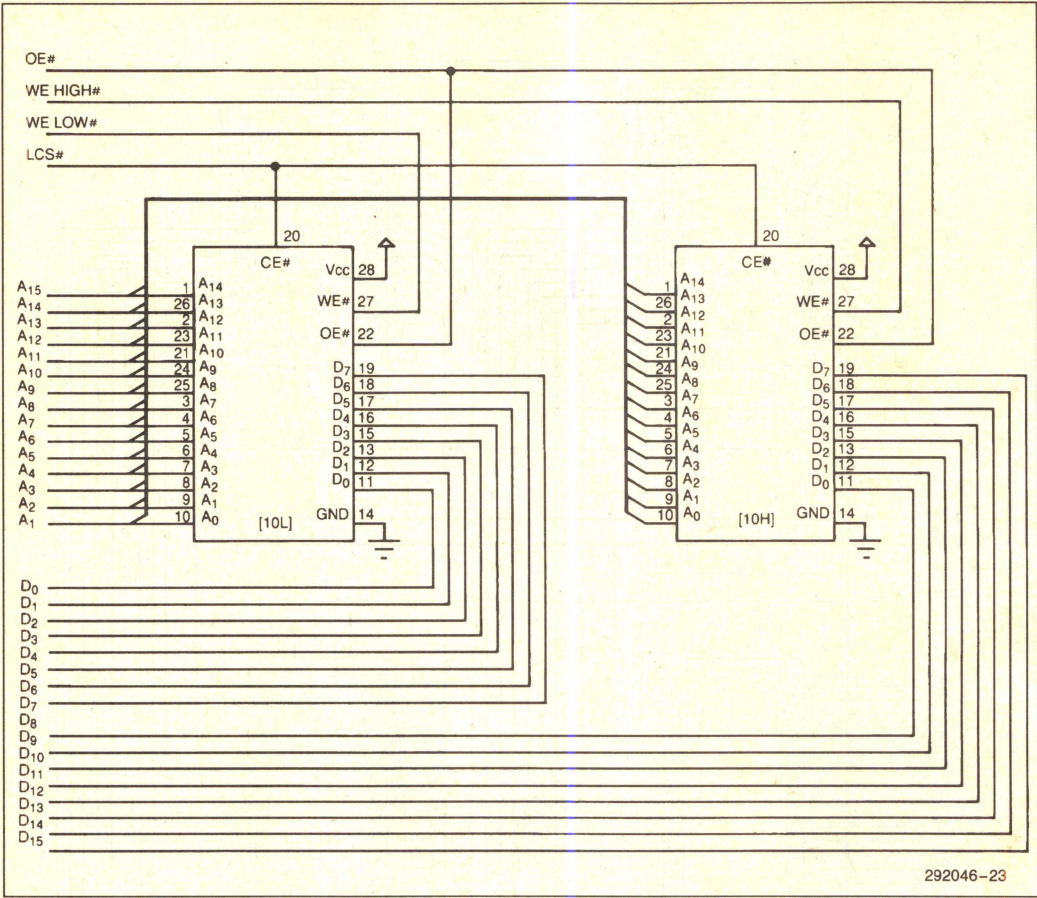 OE#
WE HIGH#
WE LOW#
LCS#
20
CE#
Vcc 28
WE# 27
OE# 22
D7 19
D6 18
D5 17
D4 16
D3 15
D2 13
D1 12
D0 11
GND 14
[10L]
A15 1 A14
A14 26 A13
A13 2 A12
A12 23 A11
A11 21 A10
A10 24 A9
A9 25 A8
A8 3 A7
A7 4 A6
A6 5 A5
A5 6 A4
A4 7 A3
A3 8 A2
A2 9 A1
A1 10 A0
20
CE#
Vcc 28
WE# 27
OE# 22
D7 19
D6 18
D5 17
D4 16
D3 15
D2 13
D1 12
D0 11
GND 14
[10H]
1 A14
26 A13
2 A12
23 A11
21 A10
24 A9
25 A8
3 A7
4 A6
5 A5
6 A4
7 A3
8 A2
9 A1
10 A0
D0
D1
D2
D3
D4
D5
D6
D7
D8
D9
D10
D11
D12
D13
D14
D15
292046-23